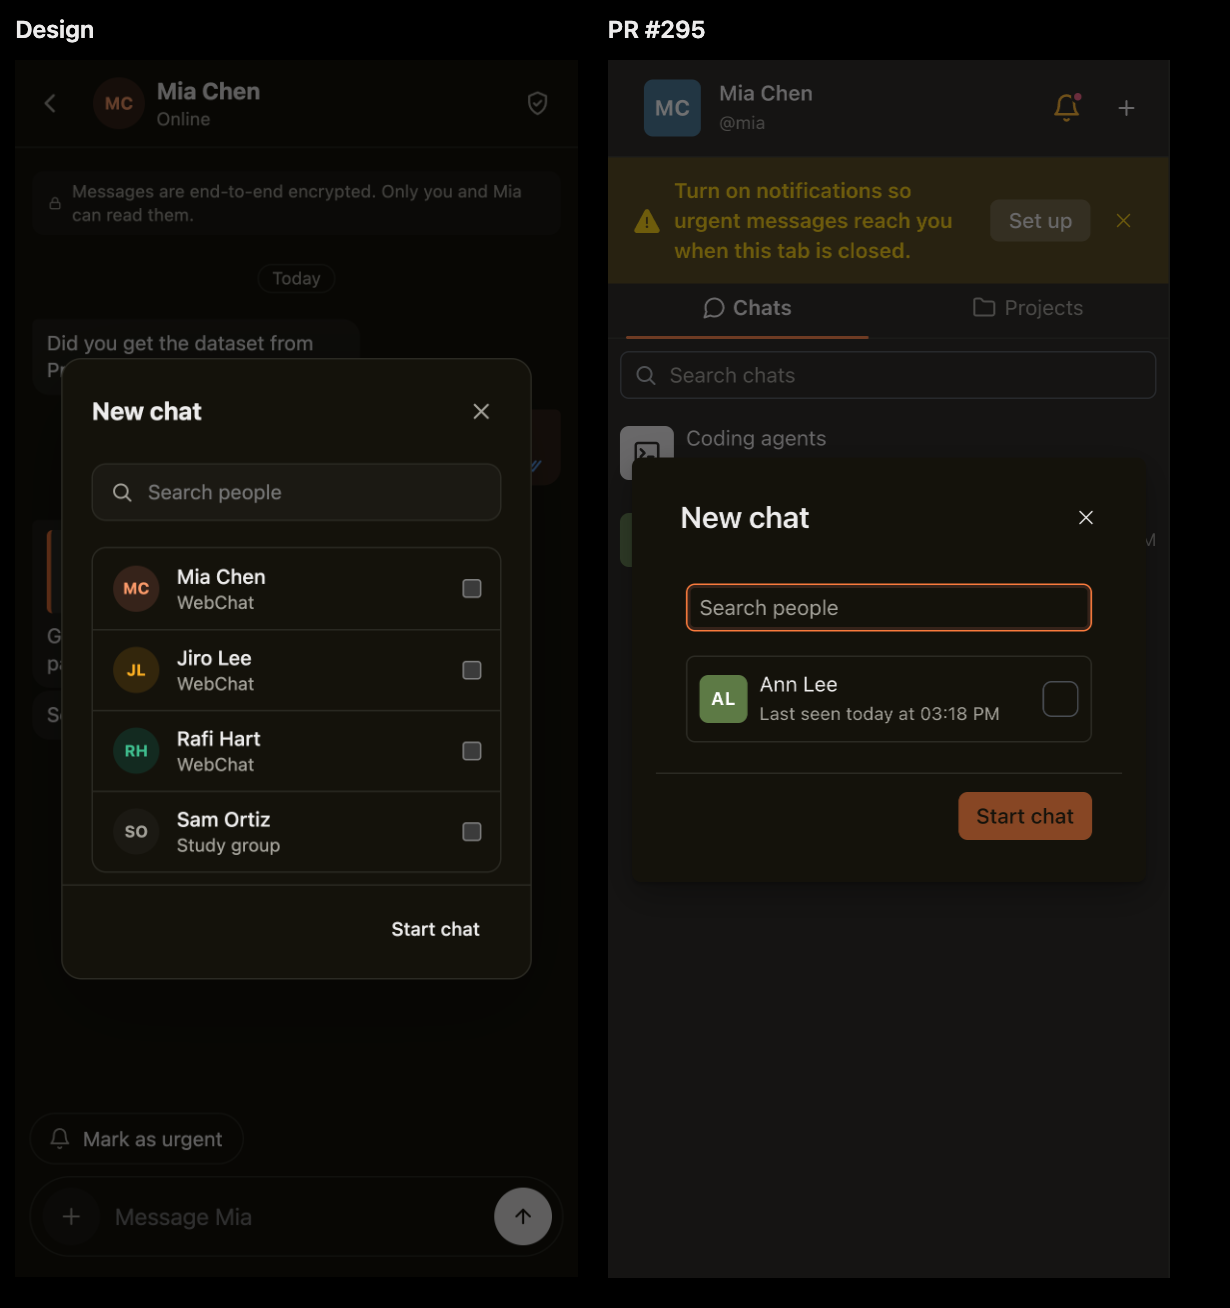 Design
MC
Mia Chen
Online
Messages are end-to-end encrypted. Only you and Mia
can read them.
Today
Did you get the dataset from
New chat
Search people
MC
Mia Chen
WebChat
JL
Jiro Lee
WebChat
RH
Rafi Hart
WebChat
SO
Sam Ortiz
Study group
Start chat
Mark as urgent
Message Mia
PR #295
MC
Mia Chen
@mia
Turn on notifications so
urgent messages reach you
when this tab is closed.
Set up
Chats
Projects
Search chats
Coding agents
New chat
Search people
AL
Ann Lee
Last seen today at 03:18 PM
Start chat